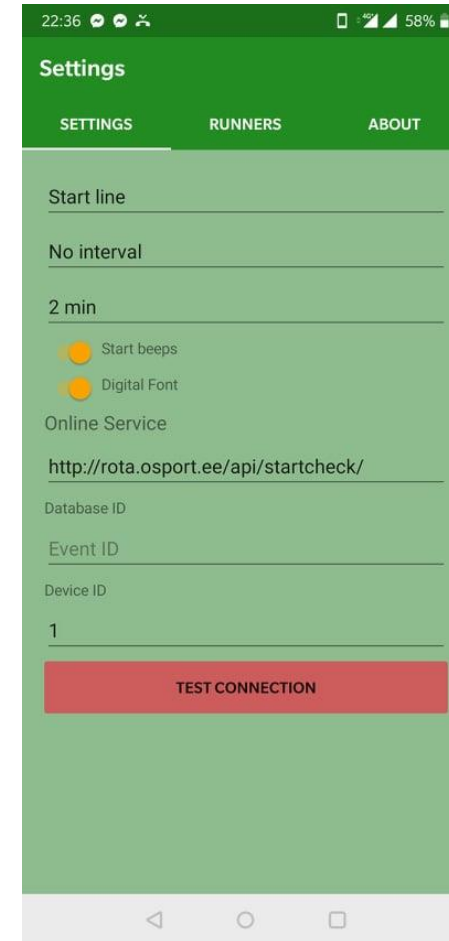 22:36 4G+ 58%
Settings
SETTINGS RUNNERS ABOUT
Start line
No interval
2 min
Start beeps
Digital Font
Online Service
http://rota.osport.ee/api/startcheck/
Database ID
Event ID
Device ID
1
TEST CONNECTION